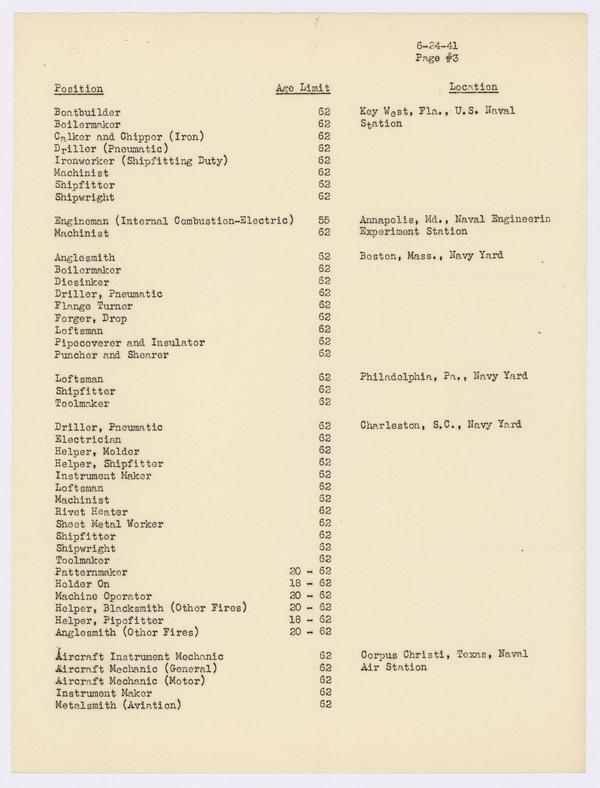 6-24-41
Page #3
Position Age Limit Location
Boatbuilder 62 Key West, Fla., U.S. Naval
Boilermaker 62 Station
Calker and Chipper (Iron) 62
Driller (Pneumatic) 62
Ironworker (Shipfitting Duty) 62
Machinist 62
Shipfitter 62
Shipwright 62
Engineman (Internal Combustion-Electric) 55 Annapolis, Md., Naval Engineerin
Machinist 62 Experiment Station
Anglesmith 62 Boston, Mass., Navy Yard
Boilermaker 62
Diesinker 62
Driller, Pneumatic 62
Flange Turner 62
Forger, Drop 62
Loftsman 62
Pipecoverer and Insulator 62
Puncher and Shearer 62
Loftsman 62 Philadelphia, Pa., Navy Yard
Shipfitter 62
Toolmaker 62
Driller, Pneumatic 62 Charleston, S.C., Navy Yard
Electrician 62
Helper, Molder 62
Helper, Shipfitter 62
Instrument Maker 62
Loftsman 62
Machinist 62
Rivet Heater 62
Sheet Metal Worker 62
Shipfitter 62
Shipwright 62
Toolmaker 62
Patternmaker 20 - 62
Holder On 18 - 62
Machine Operator 20 - 62
Helper, Blacksmith (Other Fires) 20 - 62
Helper, Pipefitter 18 - 62
Anglesmith (Other Fires) 20 - 62
Aircraft Instrument Mechanic 62 Corpus Christi, Texas, Naval
Aircraft Mechanic (General) 62 Air Station
Aircraft Mechanic (Motor) 62
Instrument Maker 62
Metalsmith (Aviation) 62